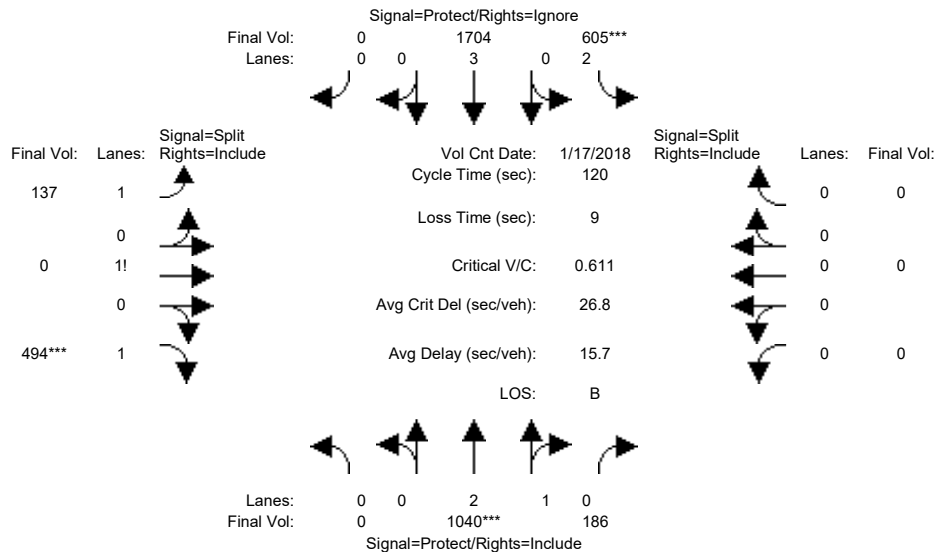 Signal=Protect/Rights=Ignore
Final Vol: 0 1704 605***
Lanes: 0 0 3 0 2
Signal=Split
Final Vol: Lanes: Rights=Include
Vol Cnt Date: 1/17/2018
Signal=Split
Rights=Include Lanes: Final Vol:
Cycle Time (sec): 120
137 1 0 0
Loss Time (sec): 9
0 0
0 1! Critical V/C: 0.611 0 0
0 Avg Crit Del (sec/veh): 26.8 0
494*** 1 Avg Delay (sec/veh): 15.7 0 0
LOS: B
Lanes: 0 0 2 1 0
Final Vol: 0 1040*** 186
Signal=Protect/Rights=Include